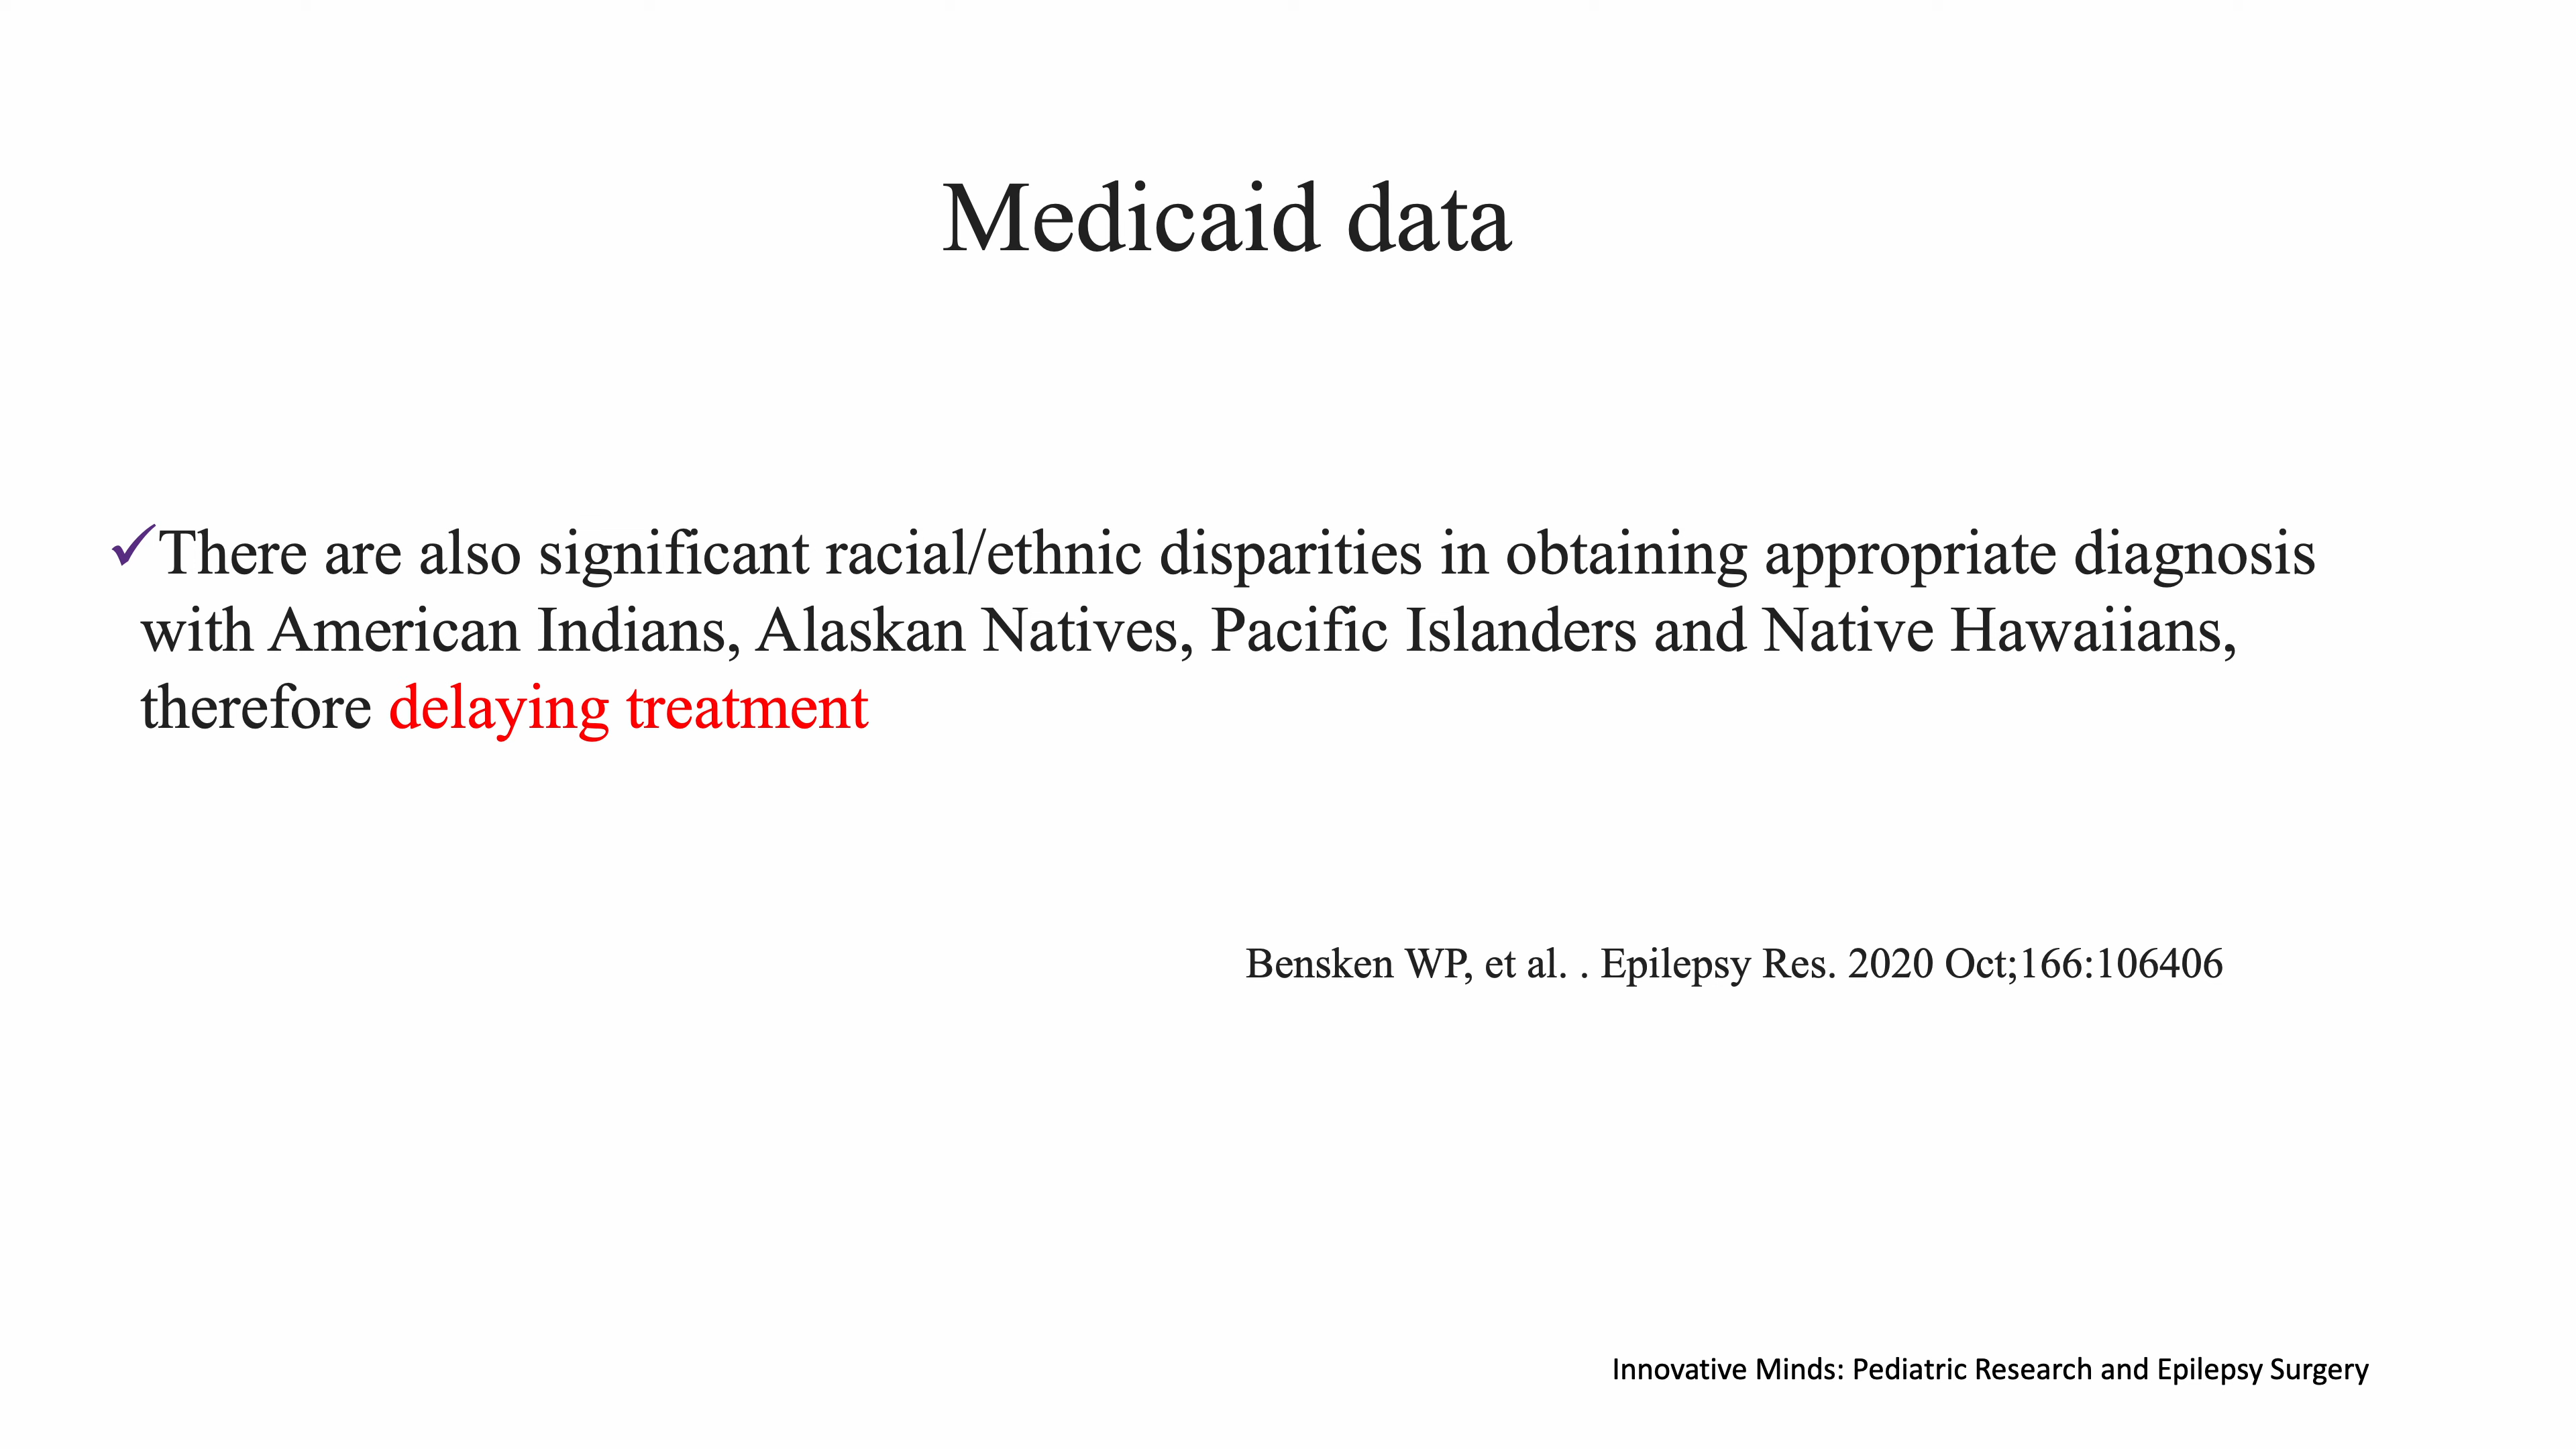 Medicaid data
✓There are also significant racial/ethnic disparities in obtaining appropriate diagnosis
with American Indians, Alaskan Natives, Pacific Islanders and Native Hawaiians,
therefore delaying treatment
Bensken WP, et al. . Epilepsy Res. 2020 Oct;166:106406
Innovative Minds: Pediatric Research and Epilepsy Surgery